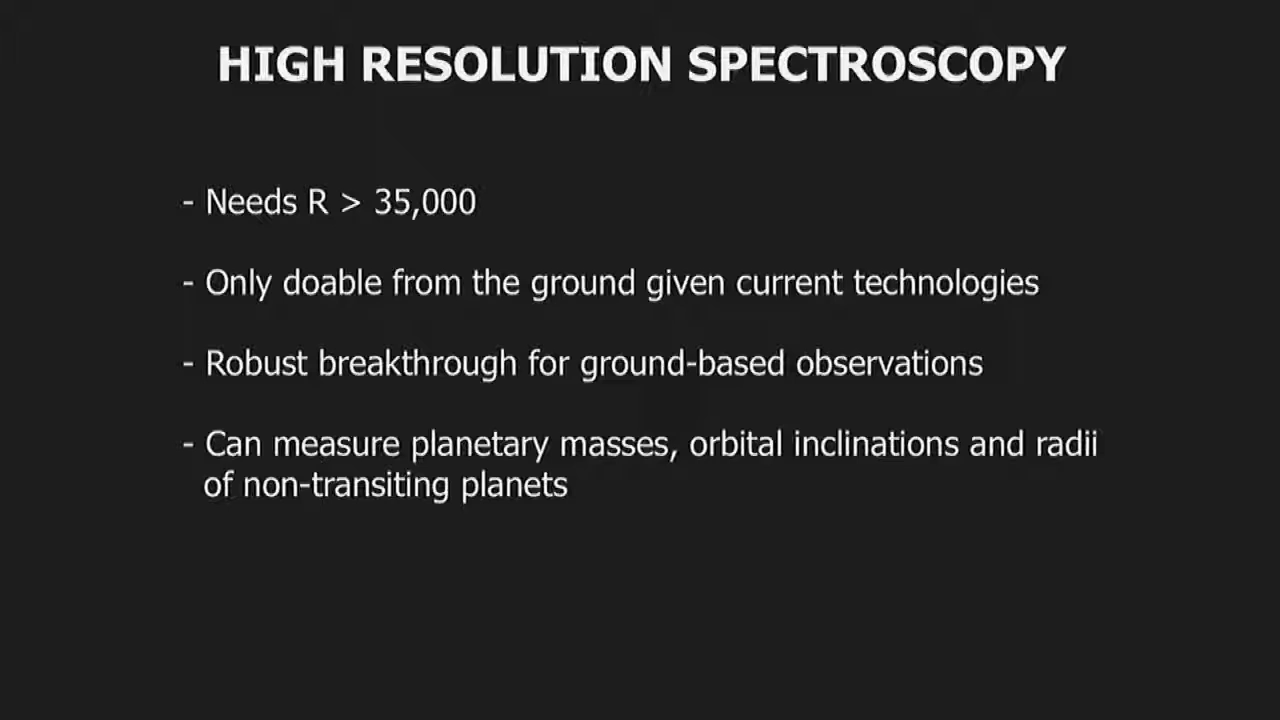 HIGH RESOLUTION SPECTROSCOPY
- Needs R > 35,000
- Only doable from the ground given current technologies
- Robust breakthrough for ground-based observations
- Can measure planetary masses, orbital inclinations and radii
of non-transiting planets